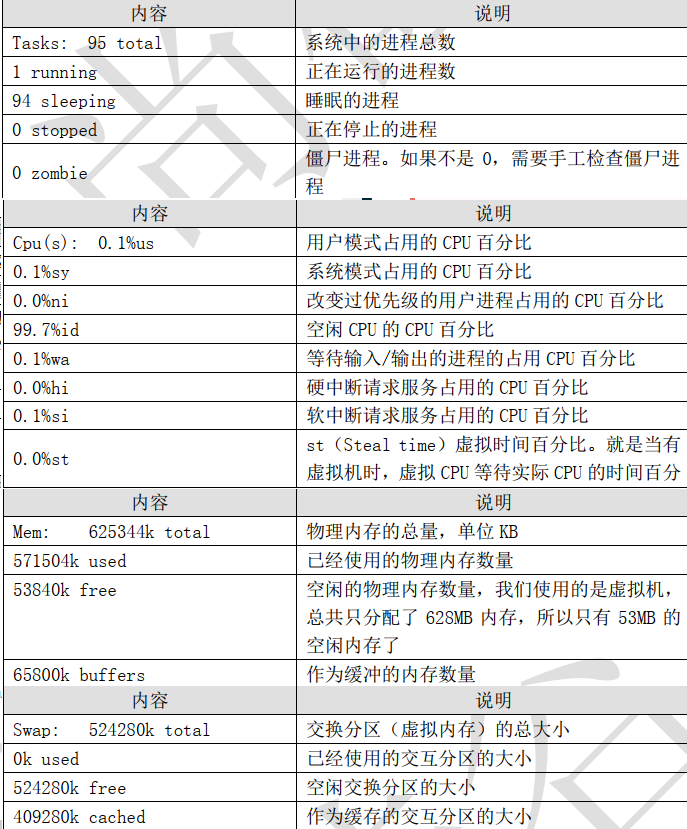 内容 说明
Tasks: 95 total 系统中的进程总数
1 running 正在运行的进程数
94 sleeping 睡眠的进程
0 stopped 正在停止的进程
0 zombie 僵尸进程。如果不是 0，需要手工检查僵尸进
程
内容 说明
Cpu(s): 0.1%us 用户模式占用的 CPU 百分比
0.1%sy 系统模式占用的 CPU 百分比
0.0%ni 改变过优先级的用户进程占用的 CPU 百分比
99.7%id 空闲 CPU 的 CPU 百分比
0.1%wa 等待输入/输出的进程的占用 CPU 百分比
0.0%hi 硬中断请求服务占用的 CPU 百分比
0.1%si 软中断请求服务占用的 CPU 百分比
0.0%st st（Steal time）虚拟时间百分比。就是当有
虚拟机时，虚拟 CPU 等待实际 CPU 的时间百分
内容 说明
Mem: 625344k total 物理内存的总量，单位 KB
571504k used 已经使用的物理内存数量
53840k free 空闲的物理内存数量，我们使用的是虚拟机，
总共只分配了 628MB 内存，所以只有 53MB 的
空闲内存了
65800k buffers 作为缓冲的内存数量
内容 说明
Swap: 524280k total 交换分区（虚拟内存）的总大小
0k used 已经使用的交互分区的大小
524280k free 空闲交换分区的大小
409280k cached 作为缓存的交互分区的大小